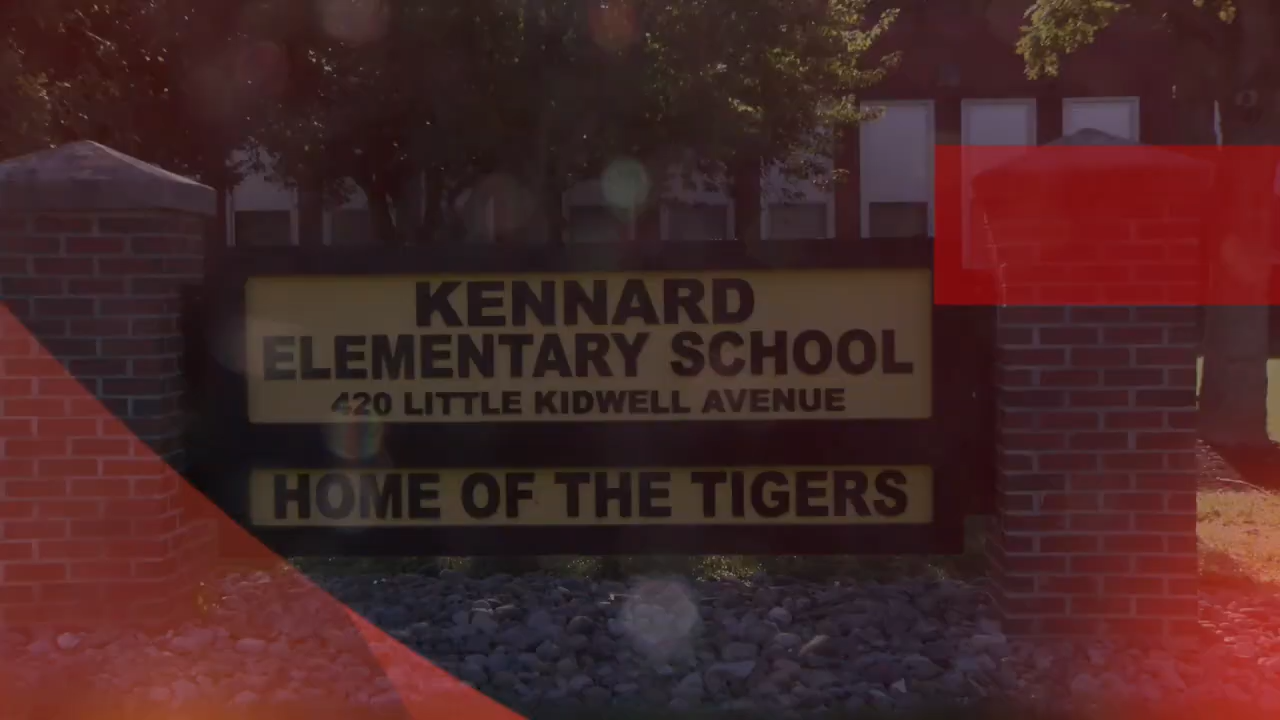 KENNARD
ELEMENTARY SCHOOL
420 LITTLE KIDWELL AVENUE
HOME OF THE TIGERS